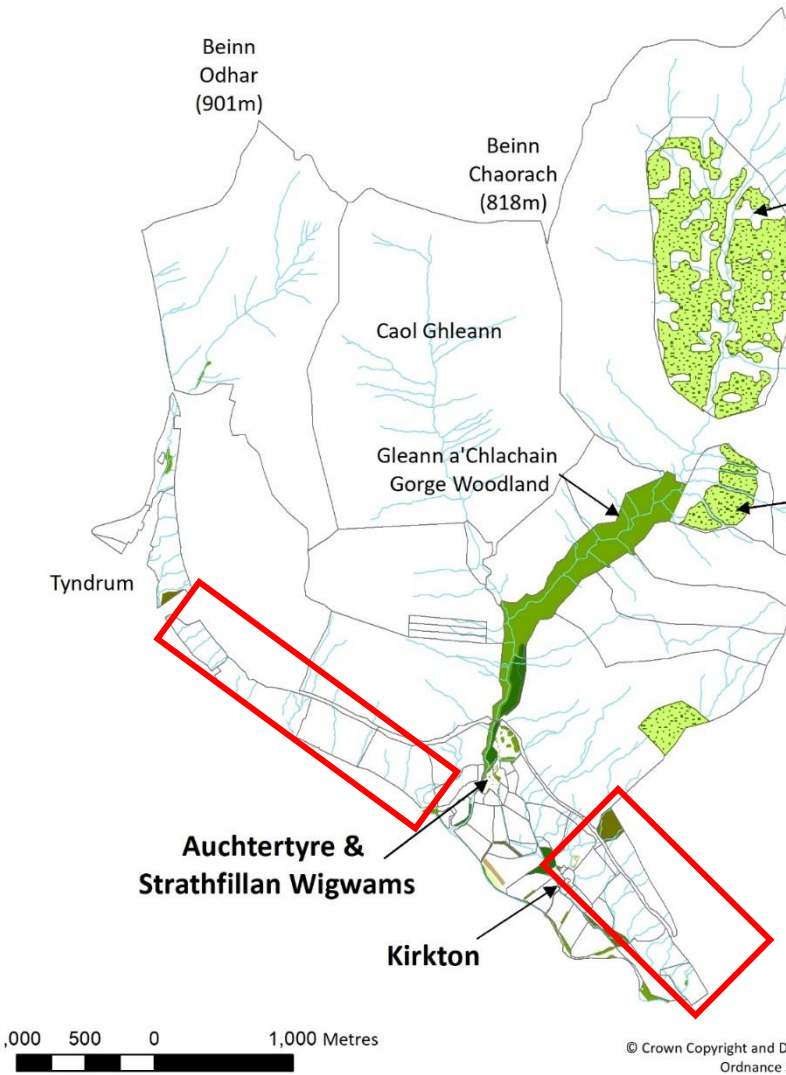 Beinn
Odhar
(901m)
Beinn
Chaorach
(818m)
Caol Ghleann
Gleann a'Chlachain
Gorge Woodland
Tyndrum
Auchtertyre &
Strathfillan Wigwams
Kirkton
,000 500 0 1,000 Metres
© Crown Copyright and D
Ordnance